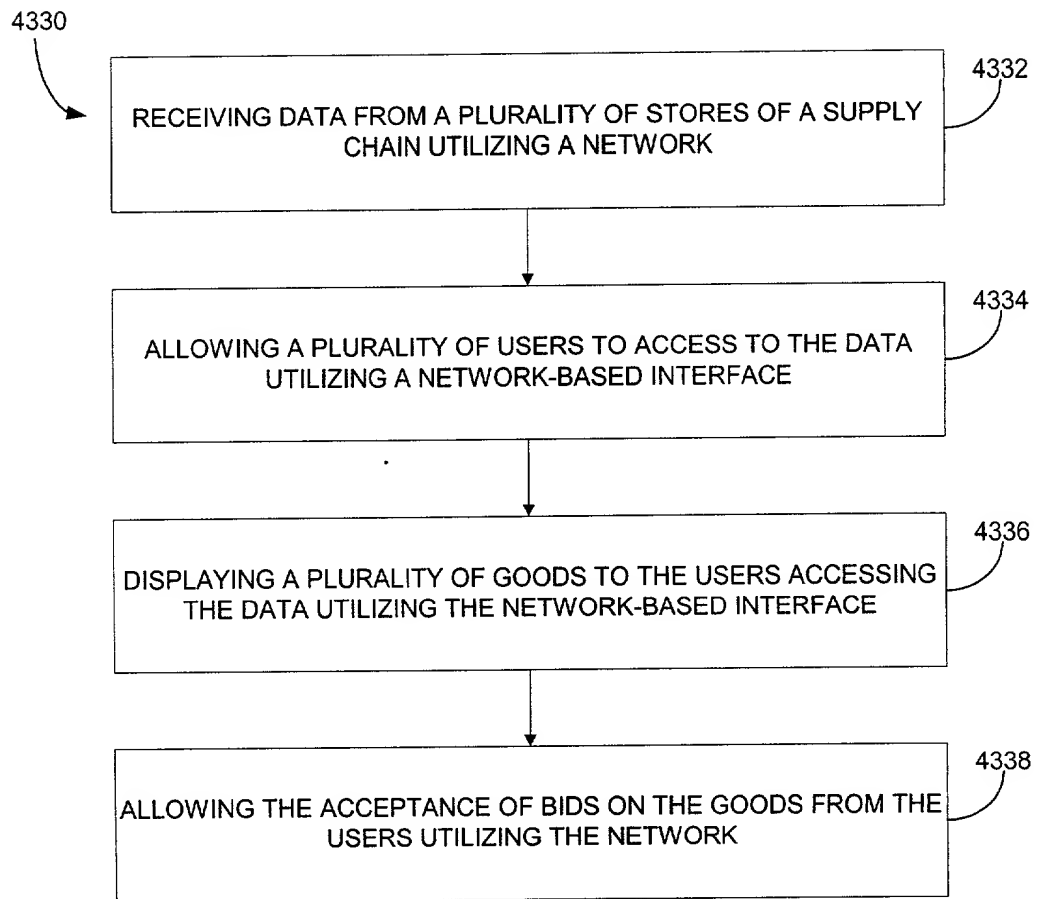 4330
4332
RECEIVING DATA FROM A PLURALITY OF STORES OF A SUPPLY
CHAIN UTILIZING A NETWORK
4334
ALLOWING A PLURALITY OF USERS TO ACCESS TO THE DATA
UTILIZING A NETWORK-BASED INTERFACE
4336
DISPLAYING A PLURALITY OF GOODS TO THE USERS ACCESSING
THE DATA UTILIZING THE NETWORK-BASED INTERFACE
4338
ALLOWING THE ACCEPTANCE OF BIDS ON THE GOODS FROM THE
USERS UTILIZING THE NETWORK